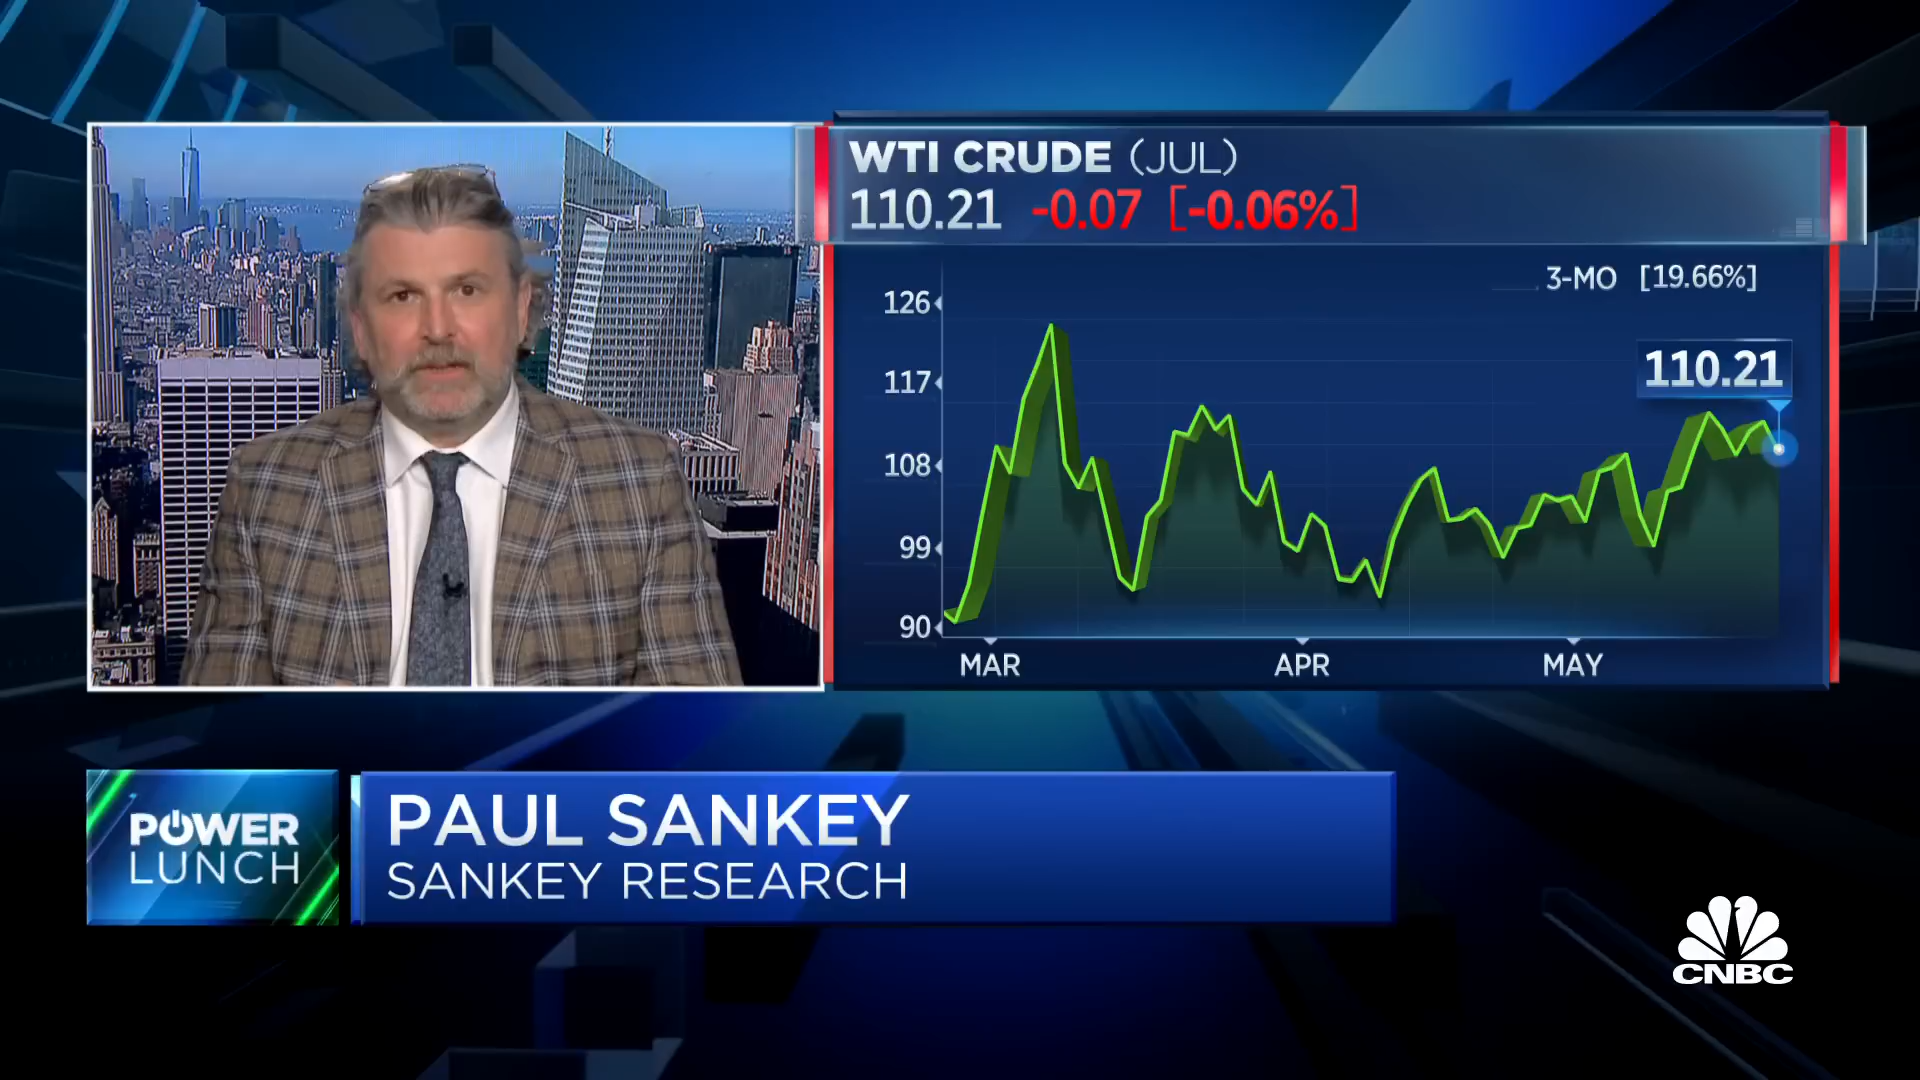 WTI CRUDE (JUL)
110.21 -0.07 [-0.06%]
3-MO [19.66%]
126
117
108
99
90
110.21
MAR APR MAY
POWER
LUNCH
PAUL SANKEY
SANKEY RESEARCH
CNBC